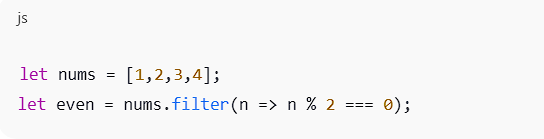 js
let nums = [1,2,3,4];
let even = nums.filter(n => n % 2 === 0);